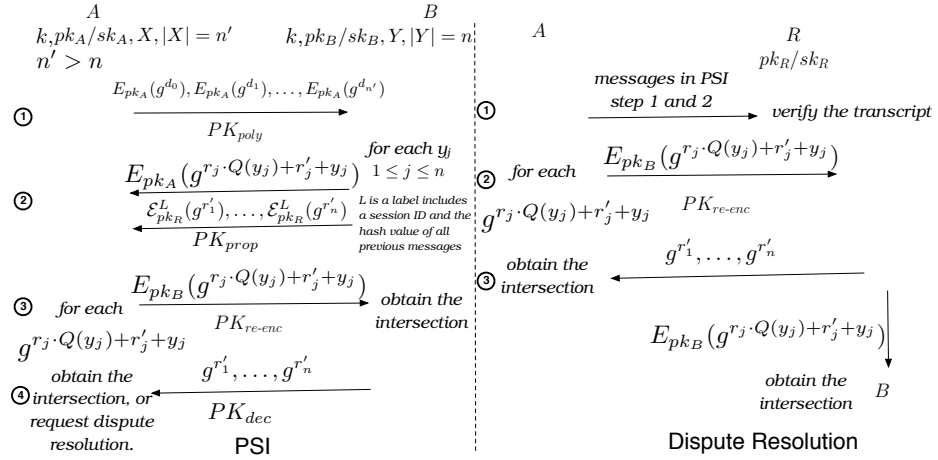 A
k, pk_A/sk_A, X, |X| = n'
n' > n
B
k, pk_B/sk_B, Y, |Y| = n
①
E_{pk_A}(g^{d_0}), E_{pk_A}(g^{d_1}), . . . , E_{pk_A}(g^{d_{n'}})
PK_{poly}
②
E_{pk_A}(g^{r_j·Q(y_j)+r'_j+y_j})
for each y_j
1 ≤ j ≤ n
ℰ^L_{pk_R}(g^{r'_1}), . . . , ℰ^L_{pk_R}(g^{r'_n})
PK_{prop}
L is a label includes
a session ID and the
hash value of all
previous messages
③
for each
g^{r_j·Q(y_j)+r'_j+y_j}
E_{pk_B}(g^{r_j·Q(y_j)+r'_j+y_j})
PK_{re-enc}
obtain the
intersection
④
obtain the
intersection, or
request dispute
resolution.
g^{r'_1}, . . . , g^{r'_n}
PK_{dec}
PSI
A
R
pk_R/sk_R
①
messages in PSI
step 1 and 2
verify the transcript
②
for each
g^{r_j·Q(y_j)+r'_j+y_j}
E_{pk_B}(g^{r_j·Q(y_j)+r'_j+y_j})
PK_{re-enc}
③
obtain the
intersection
g^{r'_1}, . . . , g^{r'_n}
E_{pk_B}(g^{r_j·Q(y_j)+r'_j+y_j})
obtain the
intersection
B
Dispute Resolution